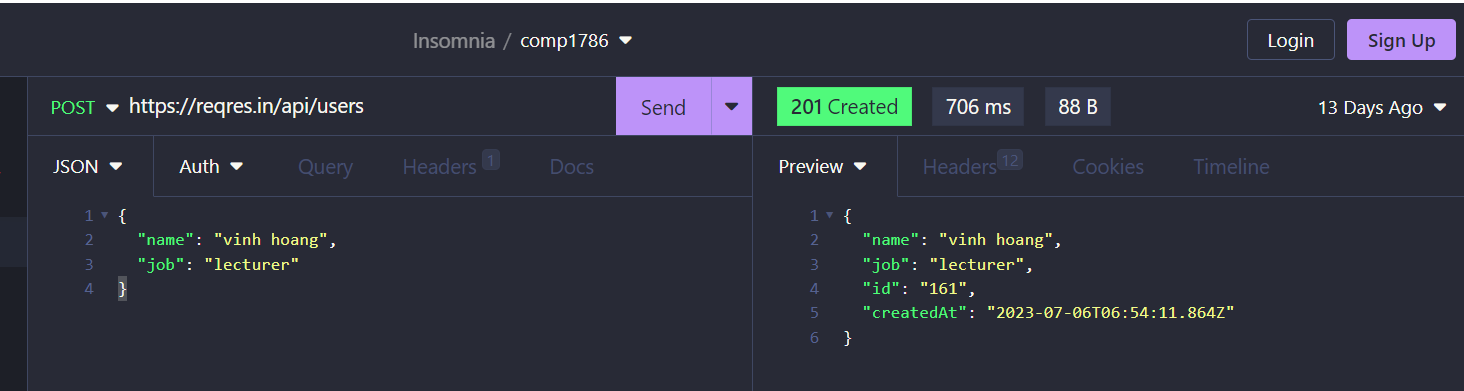 Insomnia / comp1786
Login
Sign Up
POST https://reqres.in/api/users
Send
201 Created
706 ms
88 B
13 Days Ago
JSON
Auth
Query
Headers 1
Docs
Preview
Headers 12
Cookies
Timeline
1 {
2 "name": "vinh hoang",
3 "job": "lecturer"
4 }
1 {
2 "name": "vinh hoang",
3 "job": "lecturer",
4 "id": "161",
5 "createdAt": "2023-07-06T06:54:11.864Z"
6 }